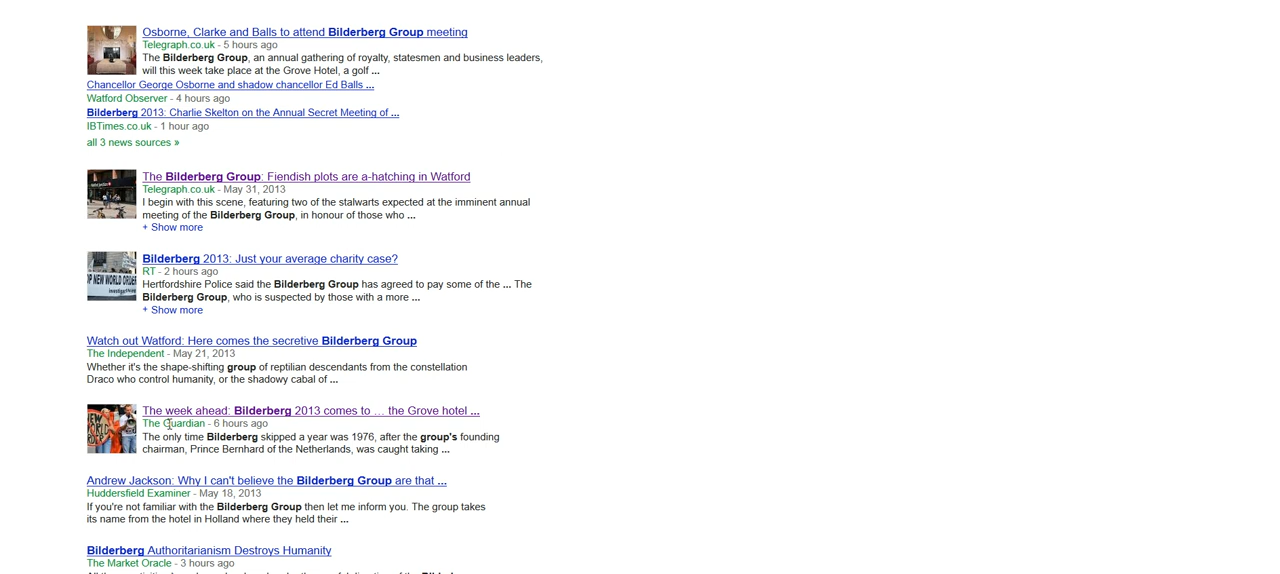 Osborne, Clarke and Balls to attend Bilderberg Group meeting
Telegraph.co.uk - 5 hours ago
The Bilderberg Group, an annual gathering of royalty, statesmen and business leaders,
will this week take place at the Grove Hotel, a golf ...
Chancellor George Osborne and shadow chancellor Ed Balls ...
Watford Observer - 4 hours ago
Bilderberg 2013: Charlie Skelton on the Annual Secret Meeting of ...
IBTimes.co.uk - 1 hour ago
all 3 news sources »
The Bilderberg Group: Fiendish plots are a-hatching in Watford
Telegraph.co.uk - May 31, 2013
I begin with this scene, featuring two of the stalwarts expected at the imminent annual
meeting of the Bilderberg Group, in honour of those who ...
+ Show more
Bilderberg 2013: Just your average charity case?
RT - 2 hours ago
Hertfordshire Police said the Bilderberg Group has agreed to pay some of the ... The
Bilderberg Group, who is suspected by those with a more ...
+ Show more
Watch out Watford: Here comes the secretive Bilderberg Group
The Independent - May 21, 2013
Whether it's the shape-shifting group of reptilian descendants from the constellation
Draco who control humanity, or the shadowy cabal of ...
The week ahead: Bilderberg 2013 comes to … the Grove hotel ...
The Guardian - 6 hours ago
The only time Bilderberg skipped a year was 1976, after the group's founding
chairman, Prince Bernhard of the Netherlands, was caught taking ...
Andrew Jackson: Why I can't believe the Bilderberg Group are that ...
Huddersfield Examiner - May 18, 2013
If you're not familiar with the Bilderberg Group then let me inform you. The group takes
its name from the hotel in Holland where they held their ...
Bilderberg Authoritarianism Destroys Humanity
The Market Oracle - 3 hours ago